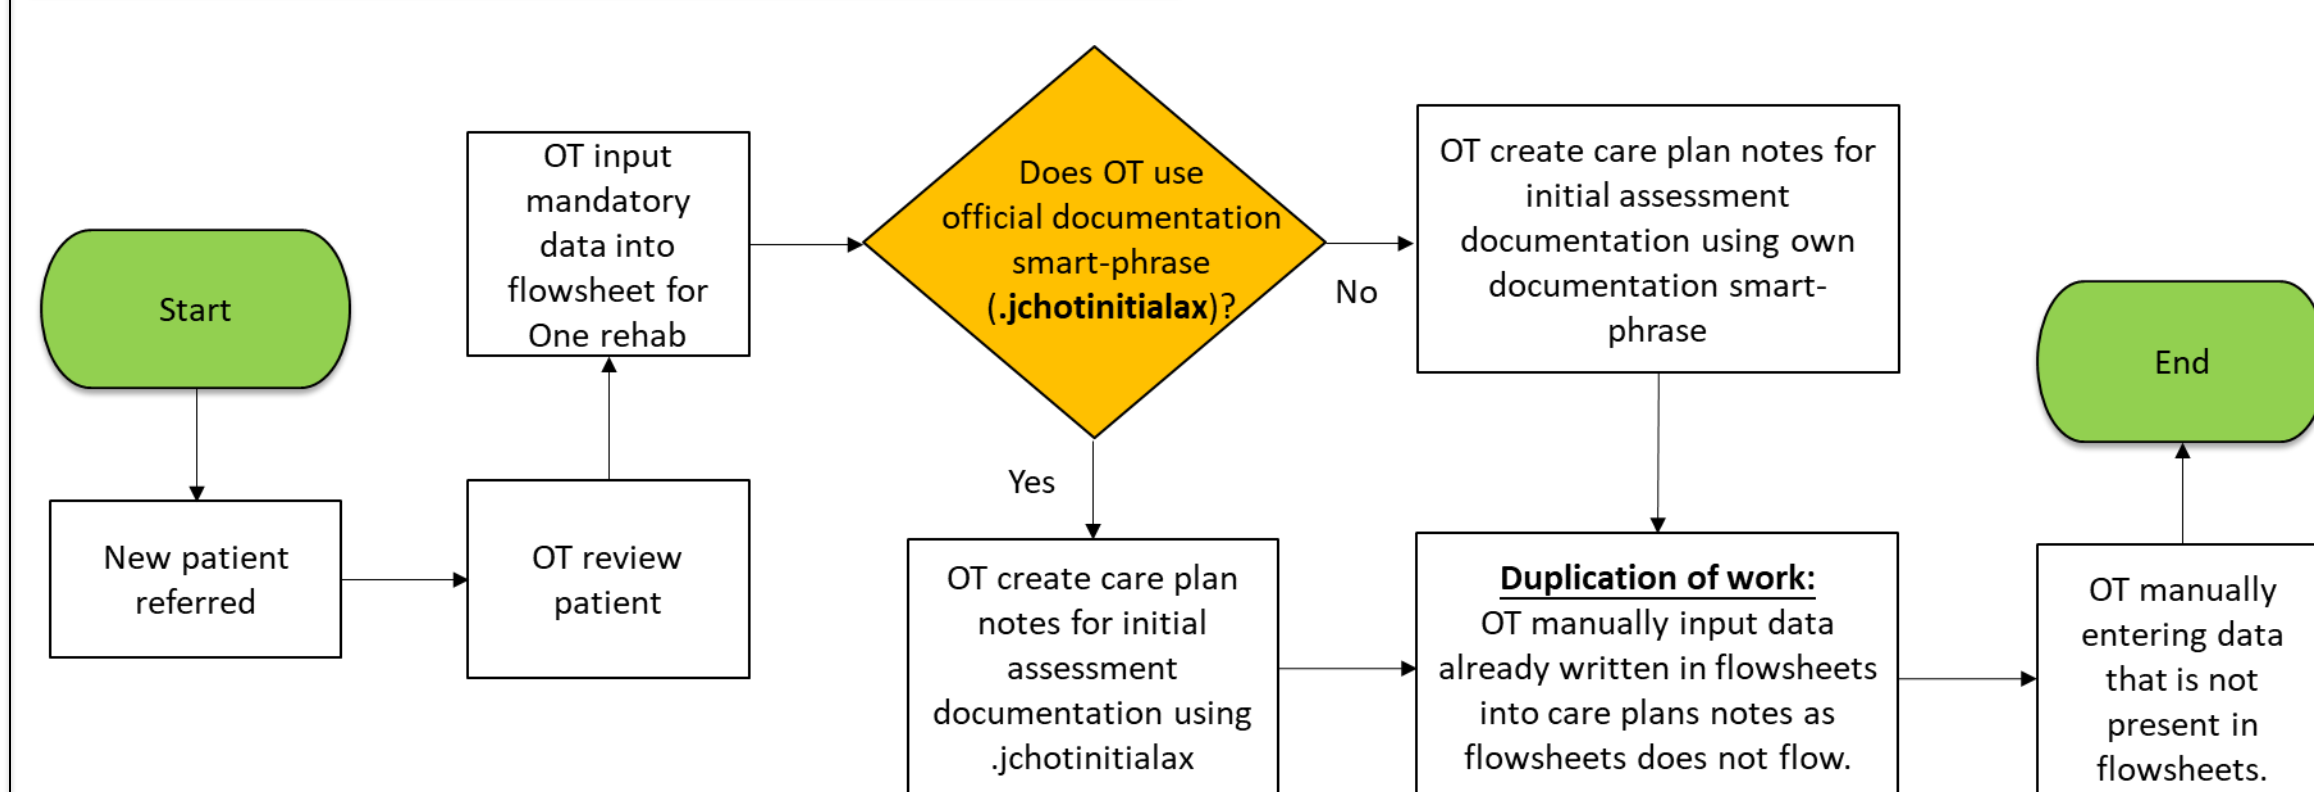 Start
New patient
referred
OT review
patient
OT input
mandatory
data into
flowsheet for
One rehab
Does OT use
official documentation
smart-phrase
(.jchotinitialax)?
No
Yes
OT create care plan notes for
initial assessment
documentation using own
documentation smart-
phrase
OT create care plan
notes for initial
assessment
documentation using
.jchotinitialax
Duplication of work:
OT manually input data
already written in flowsheets
into care plans notes as
flowsheets does not flow.
OT manually
entering data
that is not
present in
flowsheets.
End